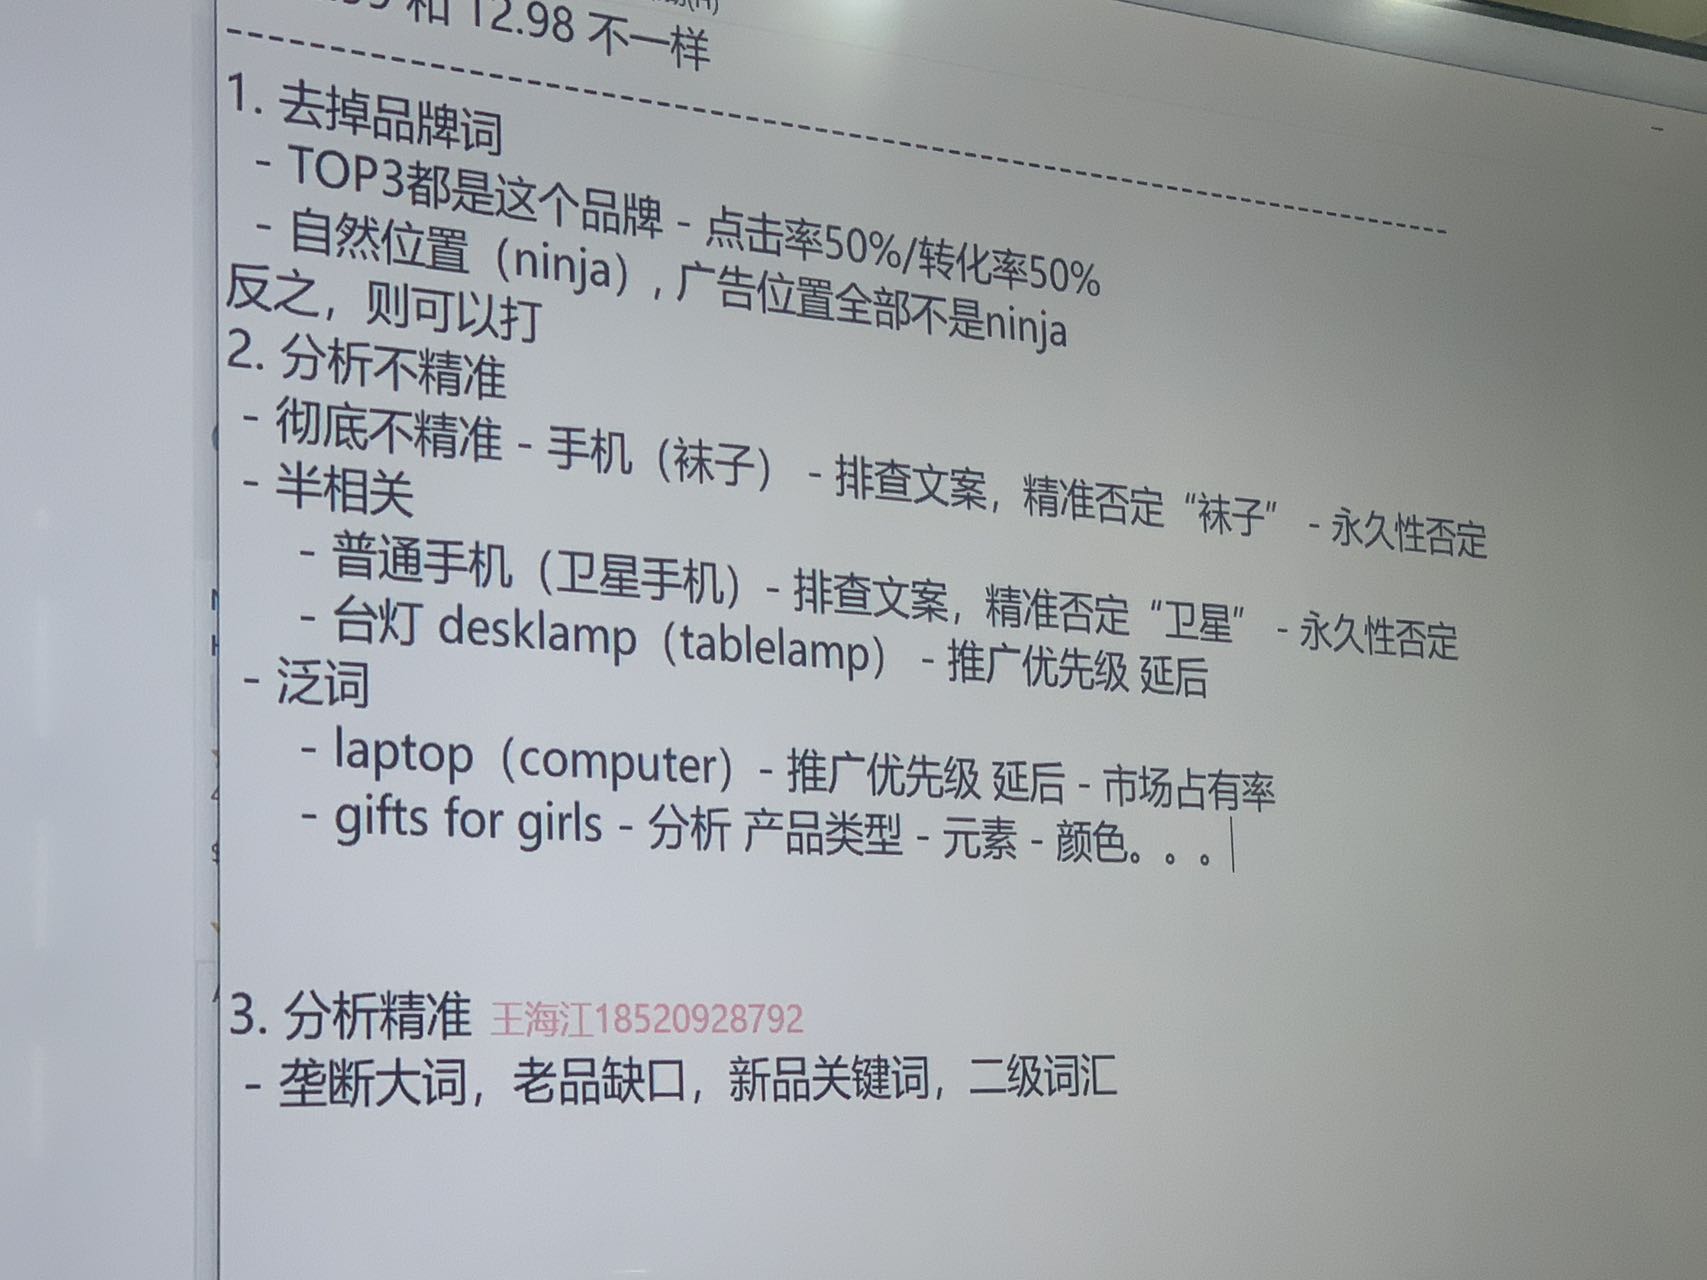 和 12.98 不一样
1. 去掉品牌词
- TOP3都是这个品牌 - 点击率50%/转化率50%
- 自然位置（ninja）, 广告位置全部不是ninja
反之，则可以打
2. 分析不精准
- 彻底不精准 - 手机（袜子） - 排查文案，精准否定“袜子” - 永久性否定
- 半相关
- 普通手机（卫星手机）- 排查文案，精准否定“卫星” - 永久性否定
- 台灯 desklamp（tablelamp） - 推广优先级 延后
- 泛词
- laptop（computer）- 推广优先级 延后 - 市场占有率
- gifts for girls - 分析 产品类型 - 元素 - 颜色。。。
3. 分析精准 王海江18520928792
- 垄断大词，老品缺口，新品关键词，二级词汇